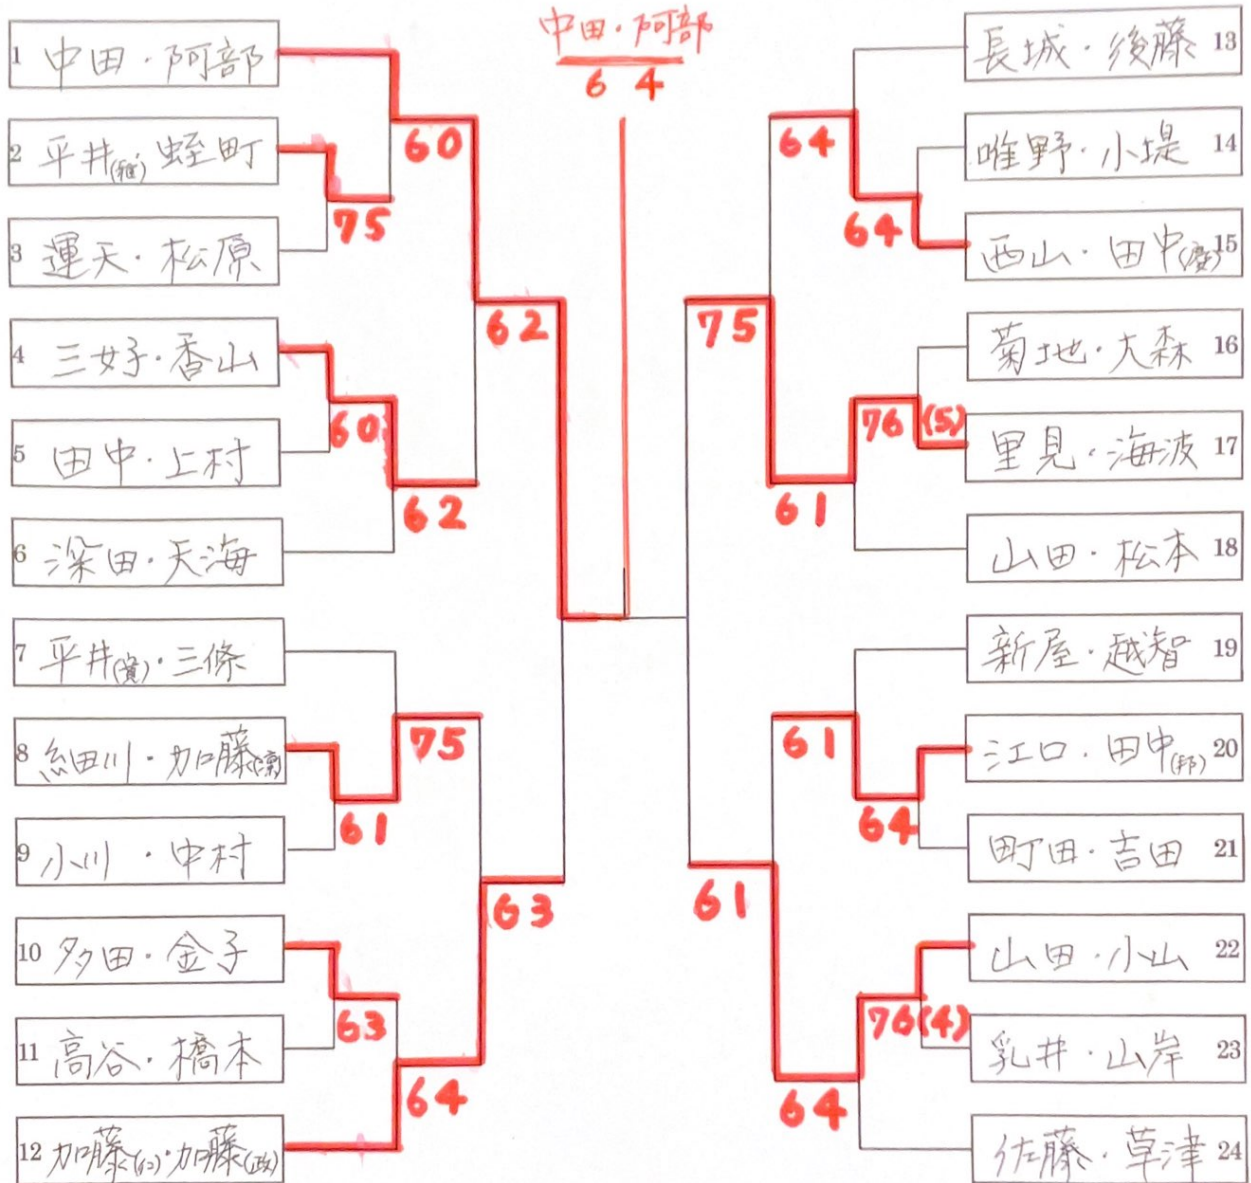 中田・阿部
6 4
1 中田・阿部
2 平井(雅) 蛭町
3 運天・松原
4 三好・香山
5 田中・上村
6 深田・天海
7 平井(實)・三條
8 細田川・加藤
9 小川・中村
10 多田・金子
11 高谷・橋本
12 加藤(仁)・加藤(政)
60
75
62
60
62
75
61
63
63
64
長城・後藤 13
唯野・小堤 14
西山・田中(慶) 15
菊地・大森 16
里見・海波 17
山田・松本 18
新屋・越智 19
江口・田中(邦) 20
町田・吉田 21
山田・小山 22
乳井・山岸 23
佐藤・草津 24
64
64
75
76 (5)
61
61
64
61
76(4)
64